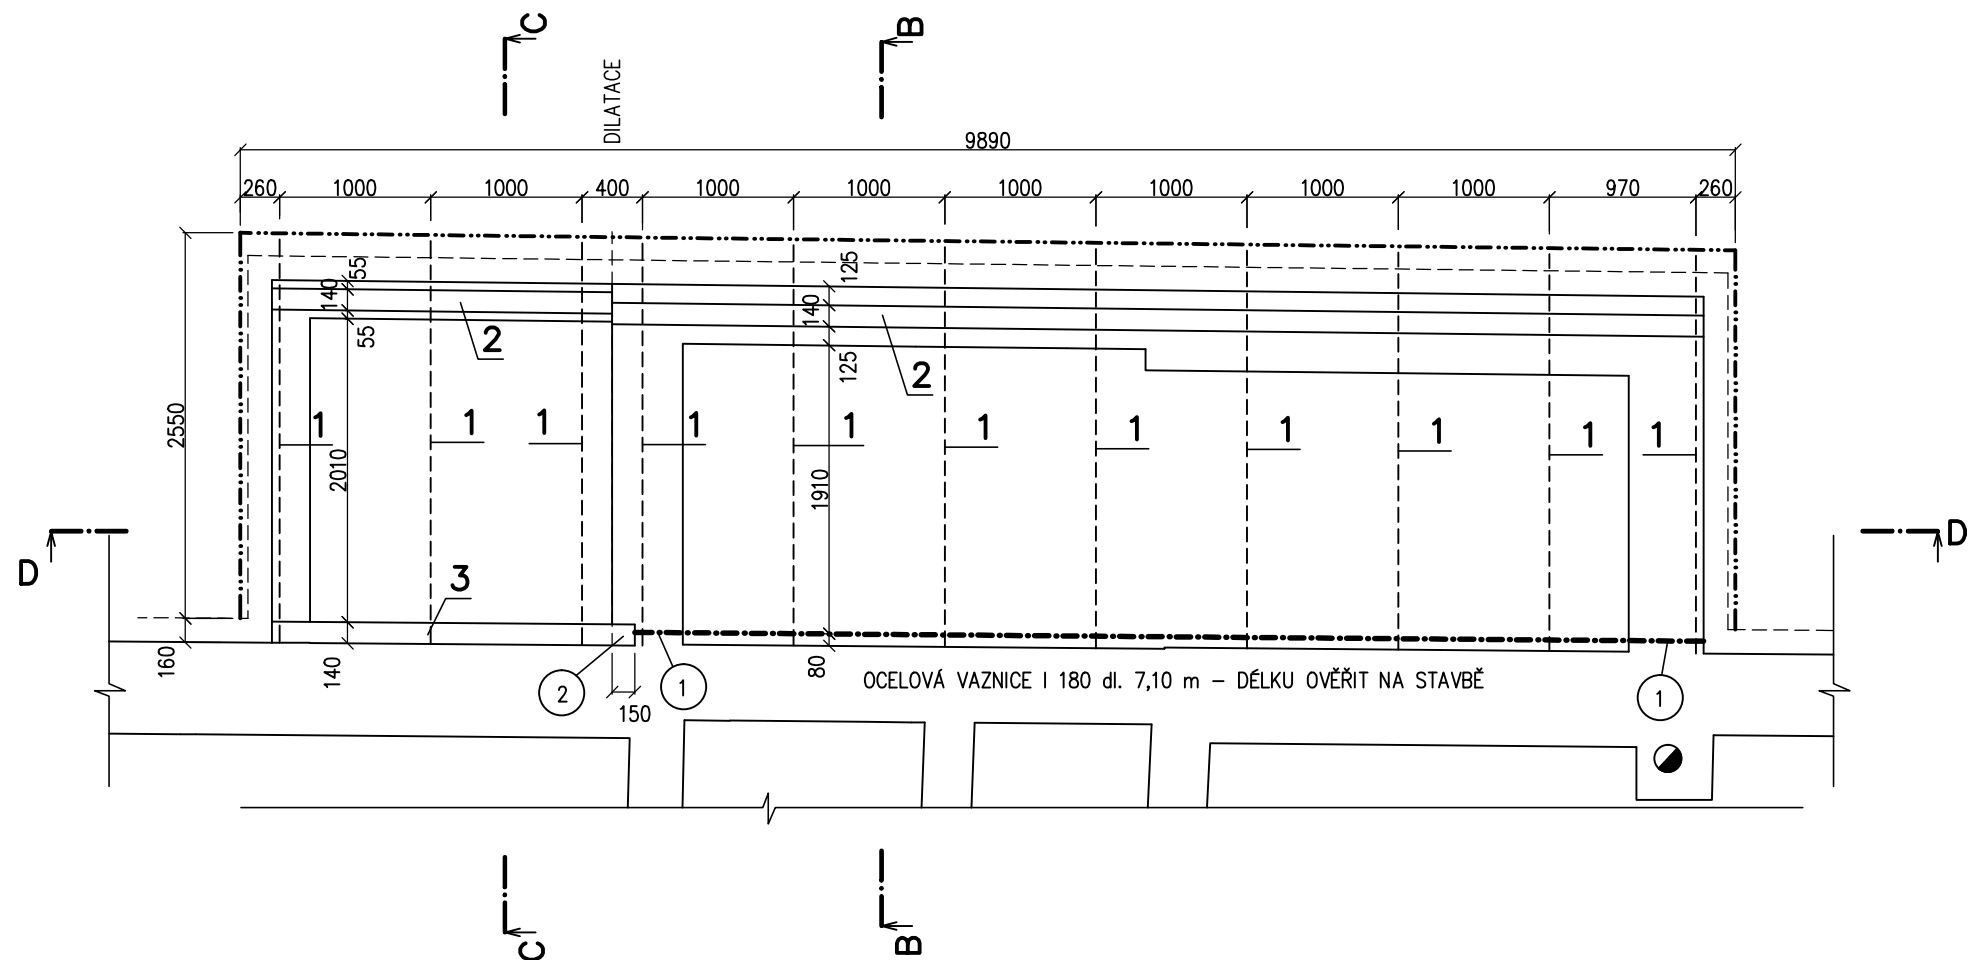 C
B
DILATACE
9890
260 1000 1000 400 1000 1000 1000 1000 1000 1000 970 260
55
125
140
140
55
2
125
2
2550
1 1 1 1 1 1 1 1 1 1 1
2010
1910
D
D
3
160
140
80
2
150
1
OCELOVÁ VAZNICE I 180 dl. 7,10 m – DÉLKU OVĚŘIT NA STAVBĚ
1
C
B